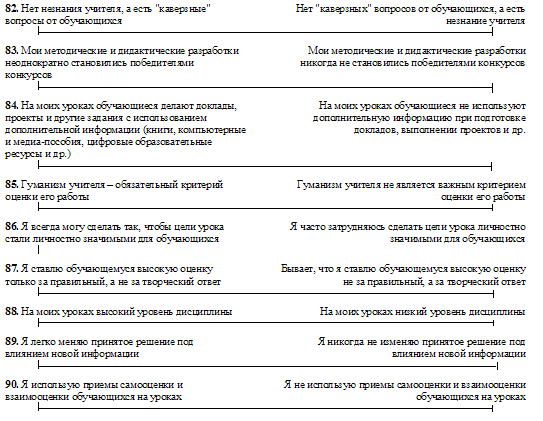 82. Нет незнания учителя, а есть "каверзные" вопросы от обучающихся
Нет "каверзных" вопросов от обучающихся, а есть незнание учителя
83. Мои методические и дидактические разработки неоднократно становились победителями конкурсов
Мои методические и дидактические разработки никогда не становились победителями конкурсов
84. На моих уроках обучающиеся делают доклады, проекты и другие задания с использованием дополнительной информации (книги, компьютерные и медиа-пособия, цифровые образовательные ресурсы и др.)
На моих уроках обучающиеся не используют дополнительную информацию при подготовке докладов, выполнении проектов и др.
85. Гуманизм учителя – обязательный критерий оценки его работы
Гуманизм учителя не является важным критерием оценки его работы
86. Я всегда могу сделать так, чтобы цели урока стали личностно значимыми для обучающихся
Я часто затрудняюсь сделать цели урока личностно значимыми для обучающихся
87. Я ставлю обучающемуся высокую оценку только за правильный, а не за творческий ответ
Бывает, что я ставлю обучающемуся высокую оценку не за правильный, а за творческий ответ
88. На моих уроках высокий уровень дисциплины
На моих уроках низкий уровень дисциплины
89. Я легко меняю принятое решение под влиянием новой информации
Я никогда не изменяю принятое решение под влиянием новой информации
90. Я использую приемы самооценки и взаимооценки обучающихся на уроках
Я не использую приемы самооценки и взаимооценки обучающихся на уроках